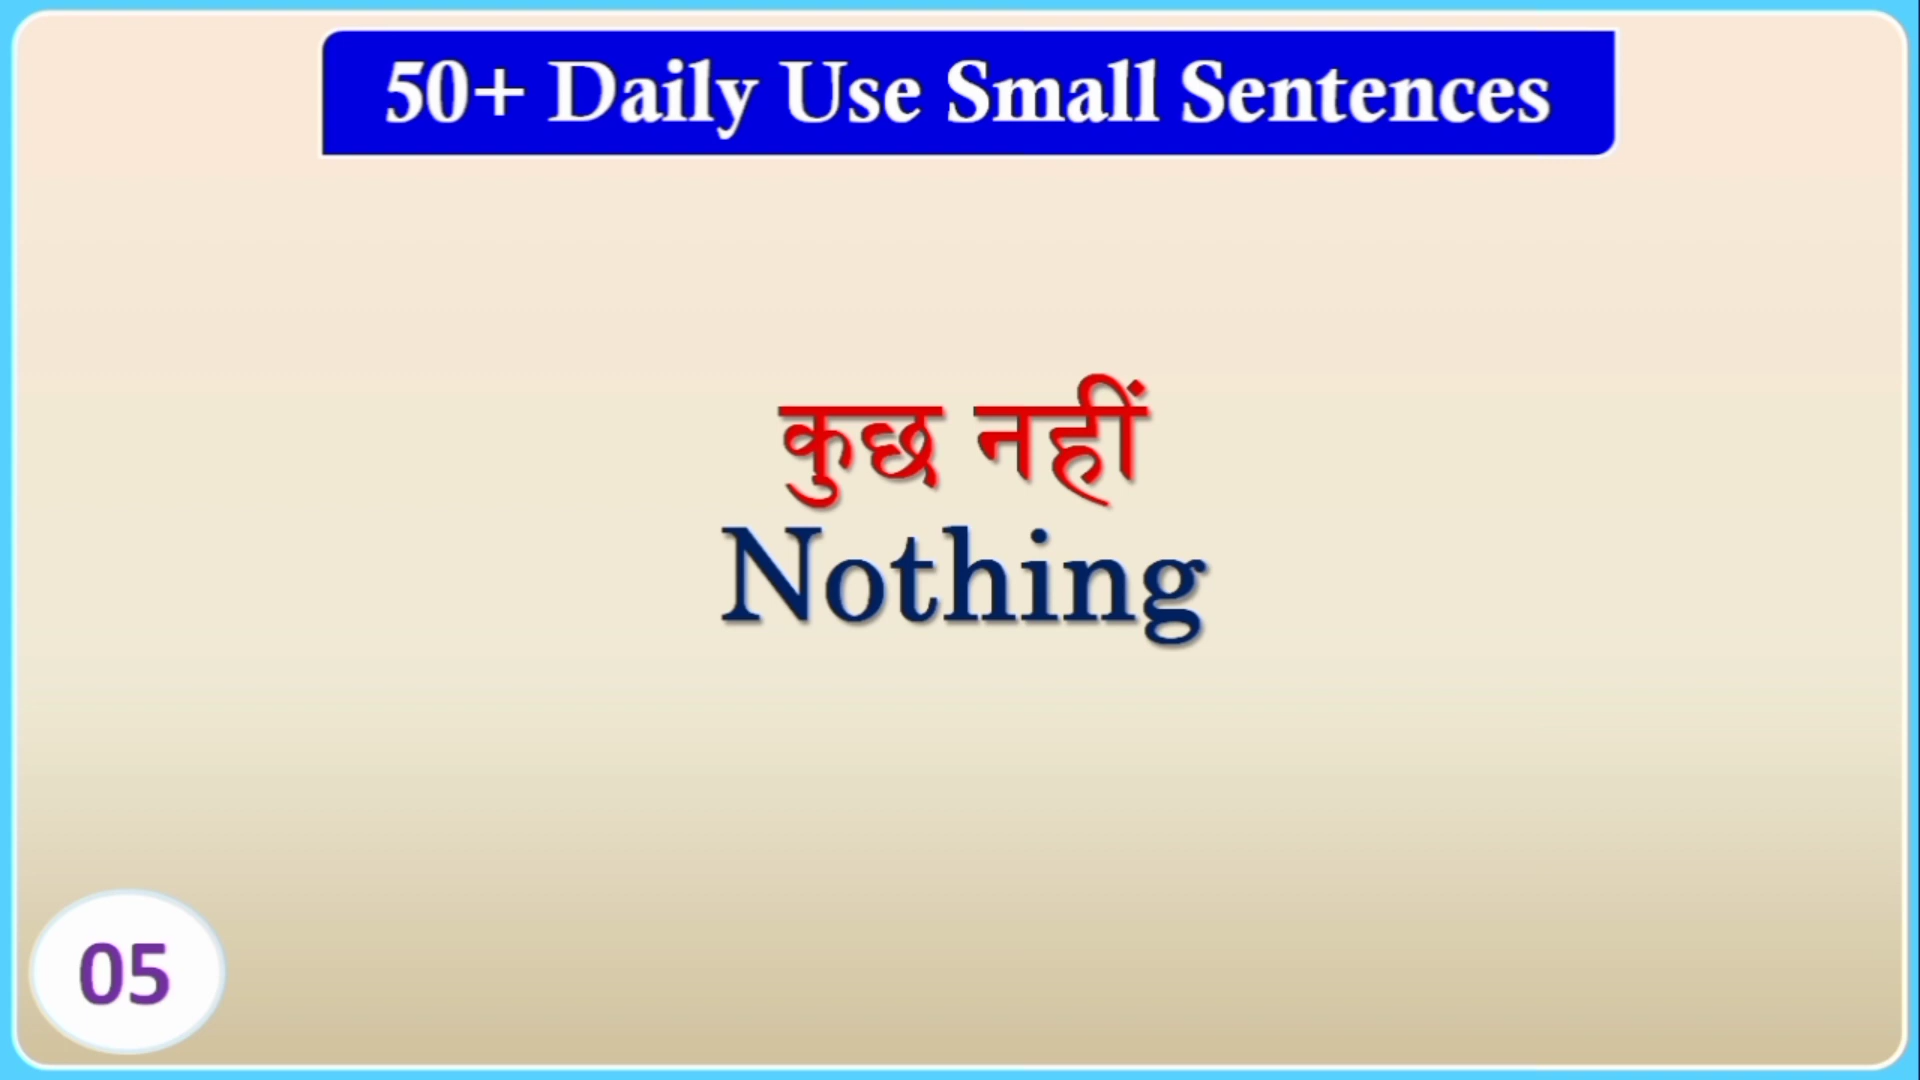 50+ Daily Use Small Sentences
कुछ नहीं
Nothing
05